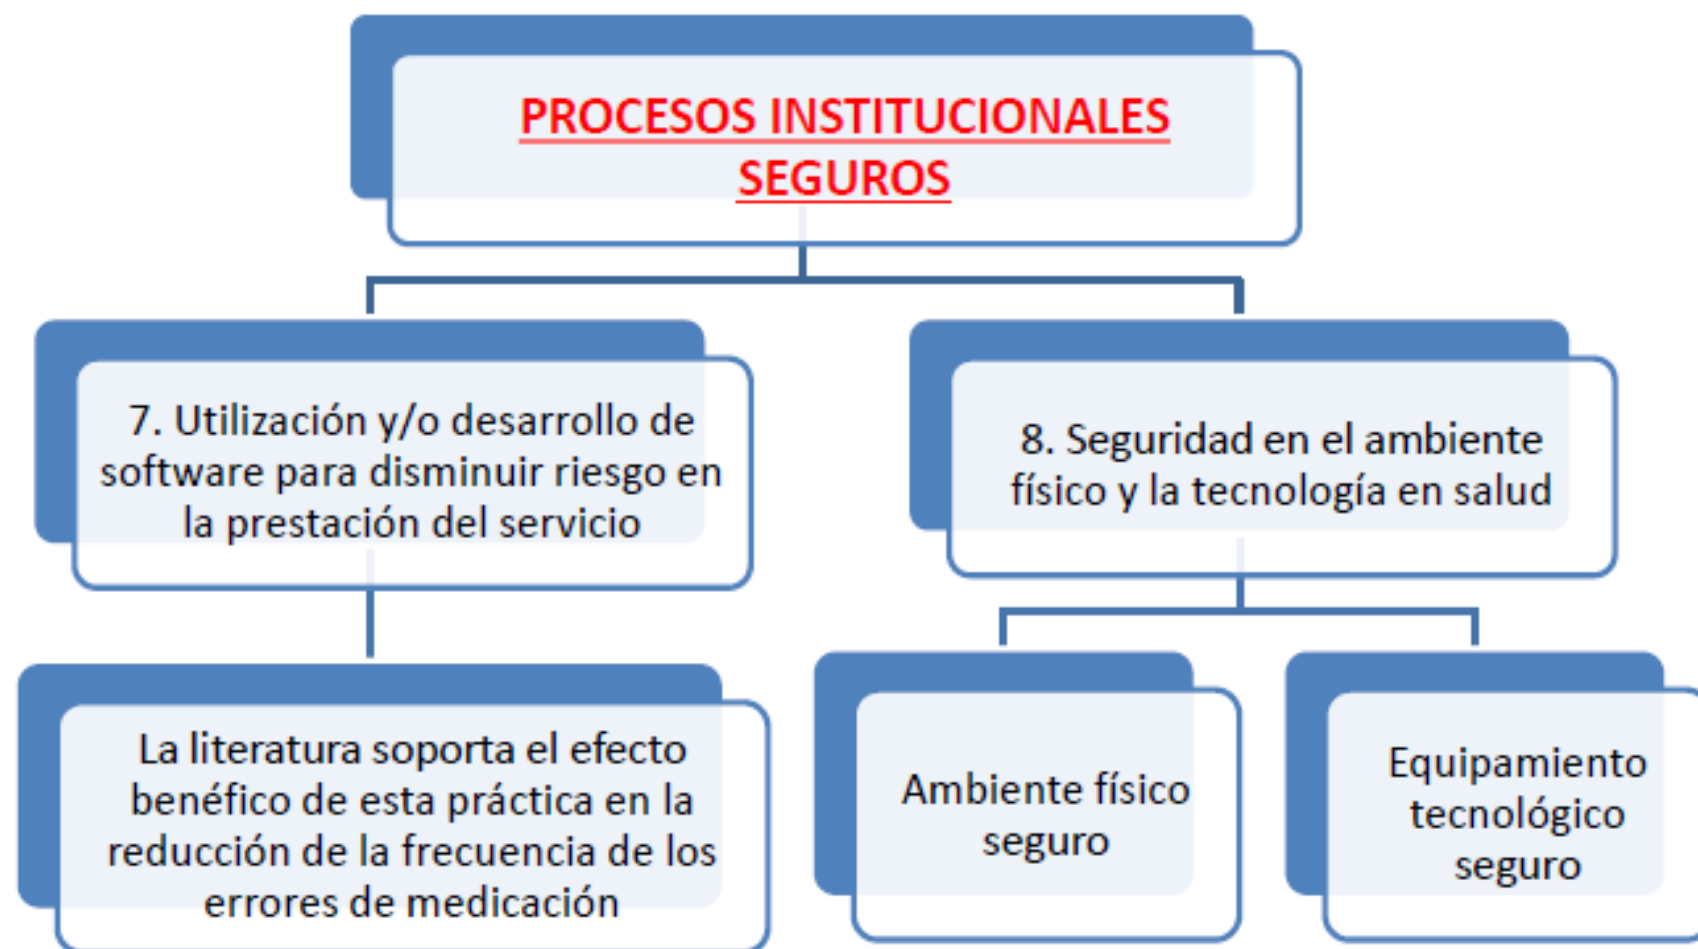 PROCESOS INSTITUCIONALES
SEGUROS
7. Utilización y/o desarrollo de
software para disminuir riesgo en
la prestación del servicio
8. Seguridad en el ambiente
físico y la tecnología en salud
La literatura soporta el efecto
benéfico de esta práctica en la
reducción de la frecuencia de los
errores de medicación
Ambiente físico
seguro
Equipamiento
tecnológico
seguro